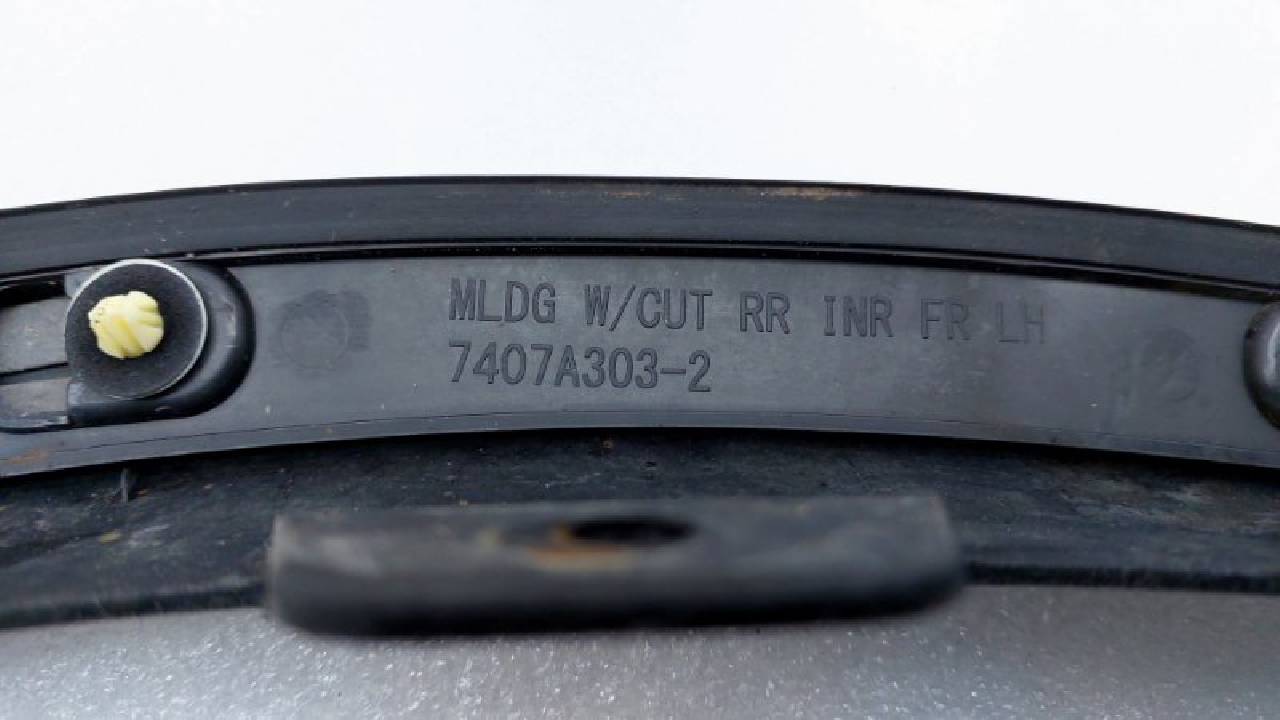 MLDG W/CUT RR INR FR LH
7407A303-2